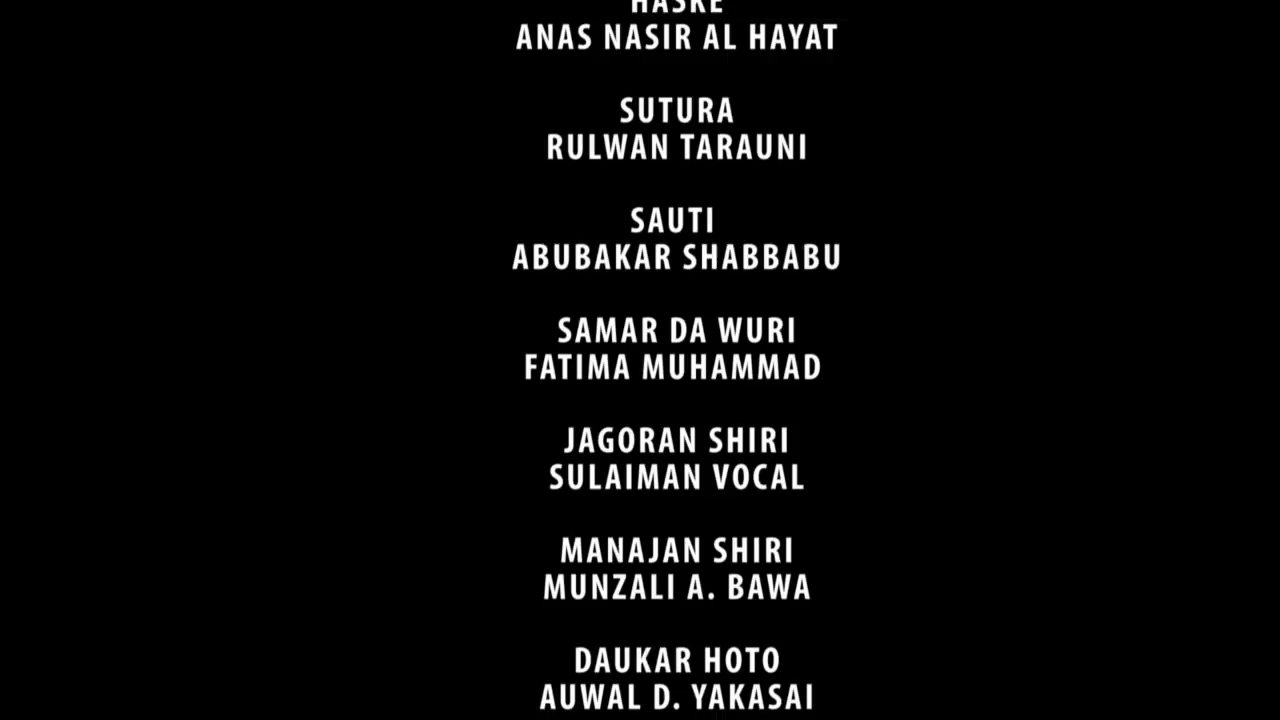 HASKE
ANAS NASIR AL HAYAT
SUTURA
RULWAN TARAUNI
SAUTI
ABUBAKAR SHABBABU
SAMAR DA WURI
FATIMA MUHAMMAD
JAGORAN SHIRI
SULAIMAN VOCAL
MANAJAN SHIRI
MUNZALI A. BAWA
DAUKAR HOTO
AUWAL D. YAKASAI